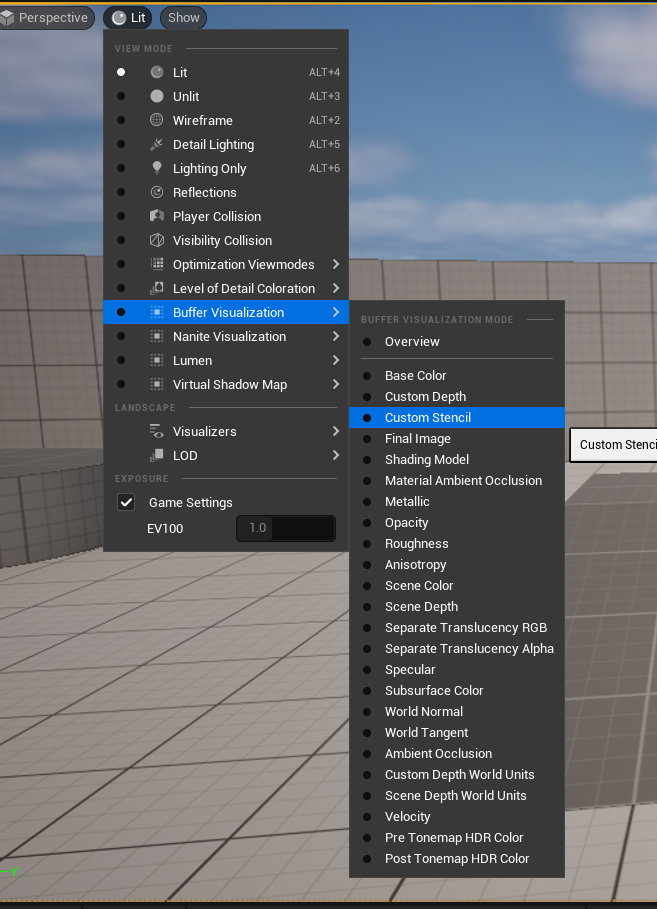 Perspective
Lit
Show
VIEW MODE
Lit ALT+4
Unlit ALT+3
Wireframe ALT+2
Detail Lighting ALT+5
Lighting Only ALT+6
Reflections
Player Collision
Visibility Collision
Optimization Viewmodes
Level of Detail Coloration
Buffer Visualization
Nanite Visualization
Lumen
Virtual Shadow Map
LANDSCAPE
Visualizers
LOD
EXPOSURE
Game Settings
EV100 1.0
BUFFER VISUALIZATION MODE
Overview
Base Color
Custom Depth
Custom Stencil
Final Image
Shading Model
Material Ambient Occlusion
Metallic
Opacity
Roughness
Anisotropy
Scene Color
Scene Depth
Separate Translucency RGB
Separate Translucency Alpha
Specular
Subsurface Color
World Normal
World Tangent
Ambient Occlusion
Custom Depth World Units
Scene Depth World Units
Velocity
Pre Tonemap HDR Color
Post Tonemap HDR Color
Custom Stenci
Y